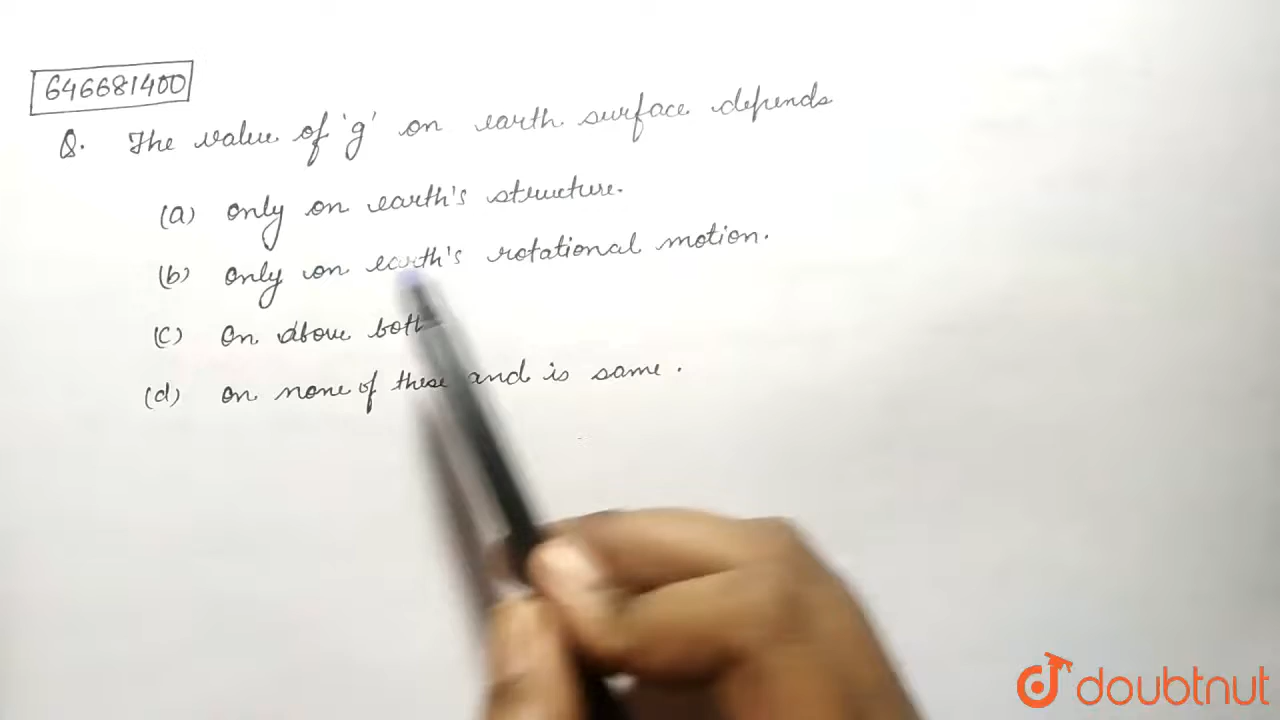 646681400
Q. The value of 'g' on earth surface depends
(a) only on earth's structure.
(b) only on earth's rotational motion.
(c) on above both
(d) on none of these and is same.
doubtnut